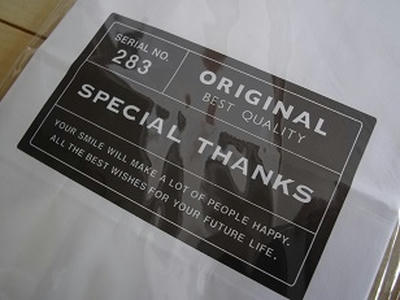 SERIAL NO.
283
ORIGINAL
BEST QUALITY
SPECIAL THANKS
YOUR SMILE WILL MAKE A LOT OF PEOPLE HAPPY.
ALL THE BEST WISHES FOR YOUR FUTURE LIFE.